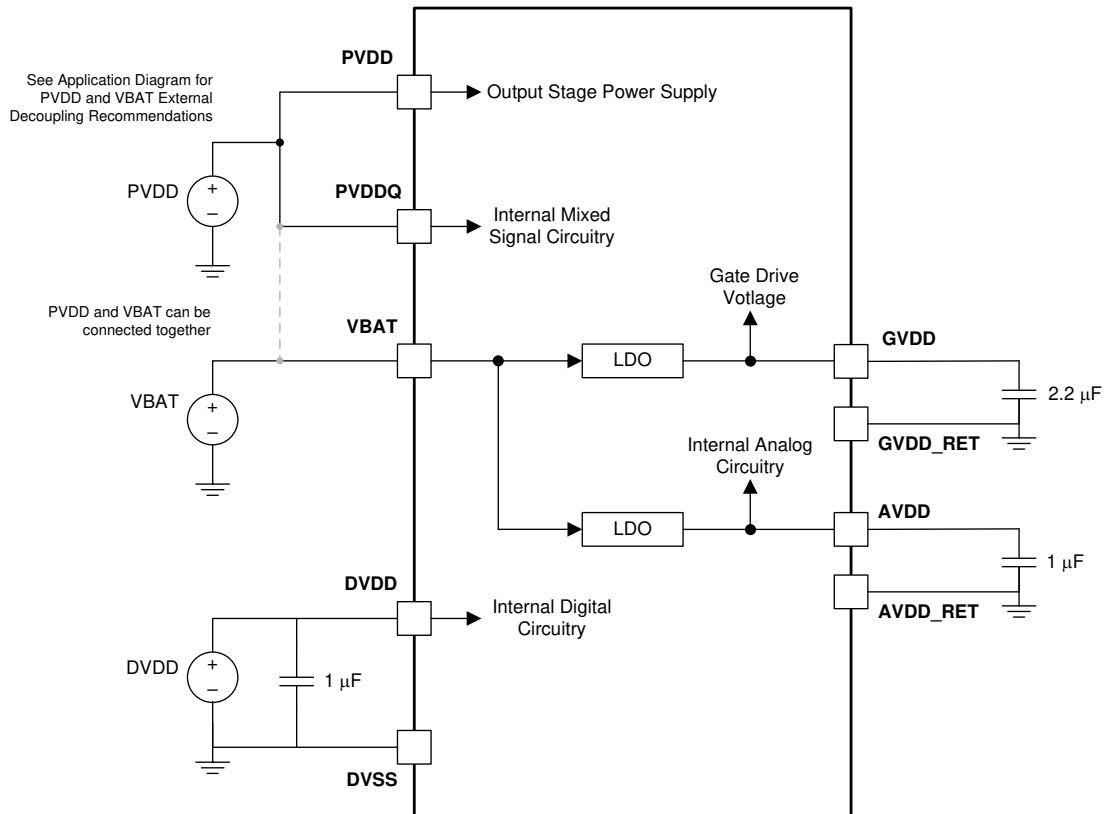 PVDD
See Application Diagram for
PVDD and VBAT External
Decoupling Recommendations
Output Stage Power Supply
PVDD
+
–
PVDDQ
Internal Mixed
Signal Circuitry
PVDD and VBAT can be
connected together
VBAT
Gate Drive
Votlage
LDO
GVDD
VBAT
+
–
2.2 μF
GVDD_RET
Internal Analog
Circuitry
LDO
AVDD
1 μF
AVDD_RET
DVDD
Internal Digital
Circuitry
DVDD
+
–
1 μF
DVSS